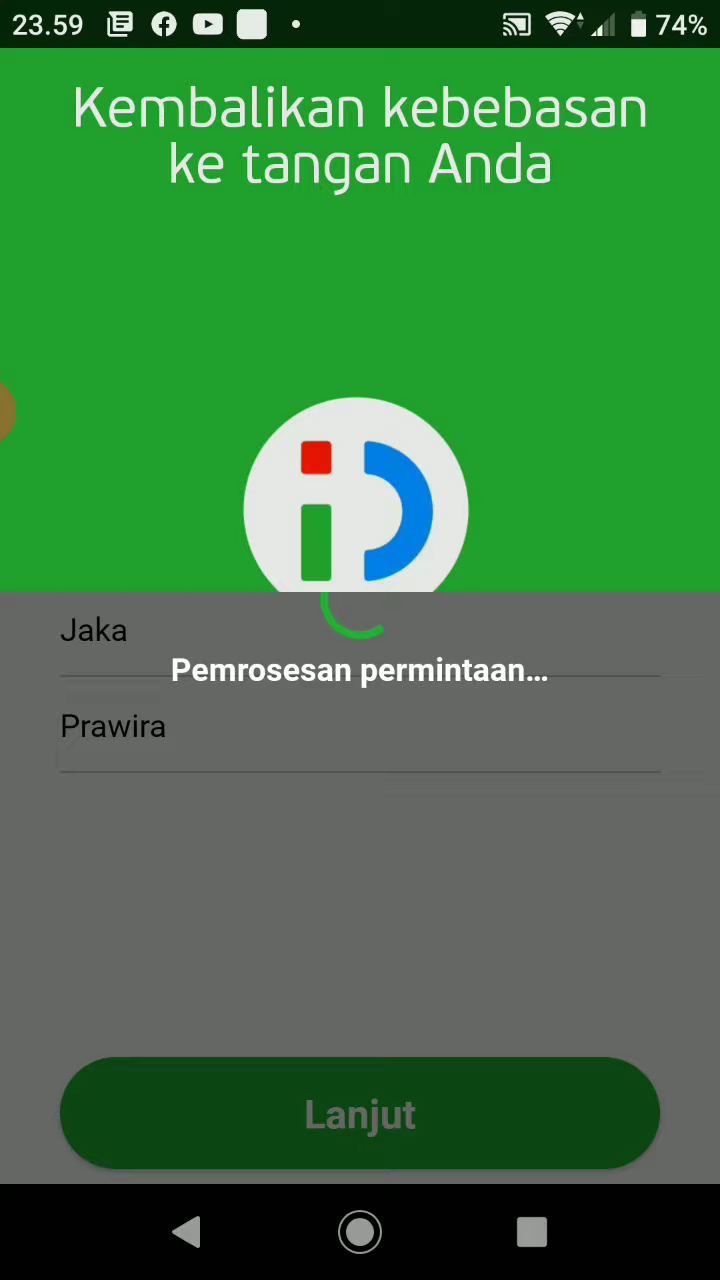 23.59
74%
Kembalikan kebebasan
ke tangan Anda
Jaka
Pemrosesan permintaan...
Prawira
Lanjut